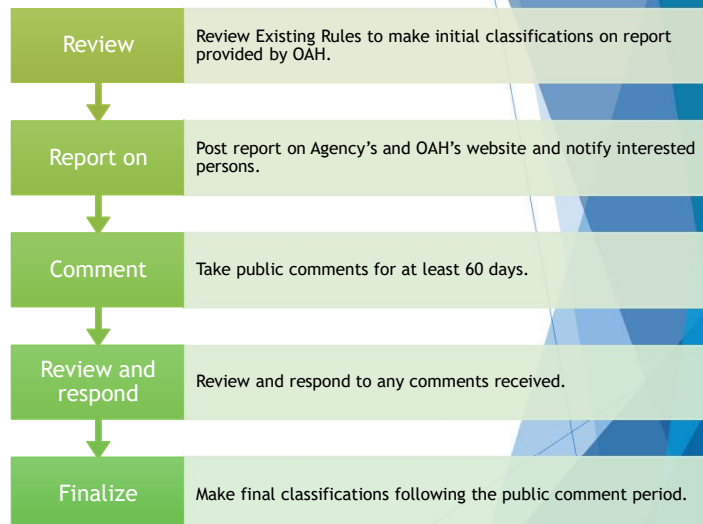 Review
Review Existing Rules to make initial classifications on report
provided by OAH.
Report on
Post report on Agency's and OAH's website and notify interested
persons.
Comment
Take public comments for at least 60 days.
Review and
respond
Review and respond to any comments received.
Finalize
Make final classifications following the public comment period.